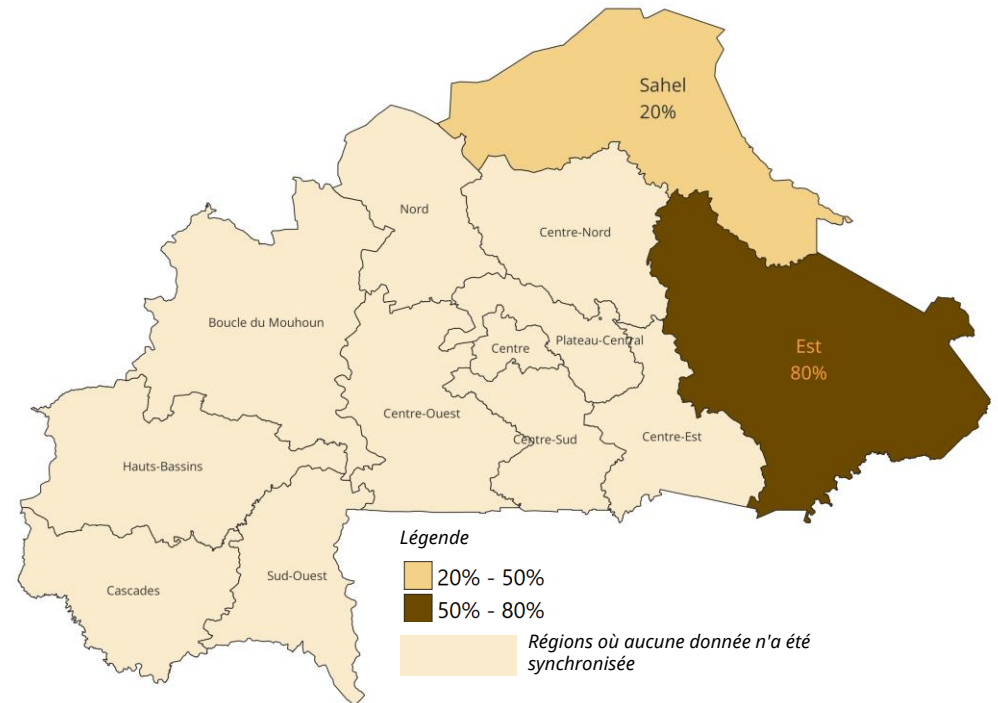 Sahel
20%
Nord
Centre-Nord
Boucle du Mouhoun
Centre
Plateau-Central
Est
80%
Centre-Ouest
Centre-Sud
Centre-Est
Hauts-Bassins
Cascades
Sud-Ouest
Légende
20% - 50%
50% - 80%
Régions où aucune donnée n'a été
synchronisée